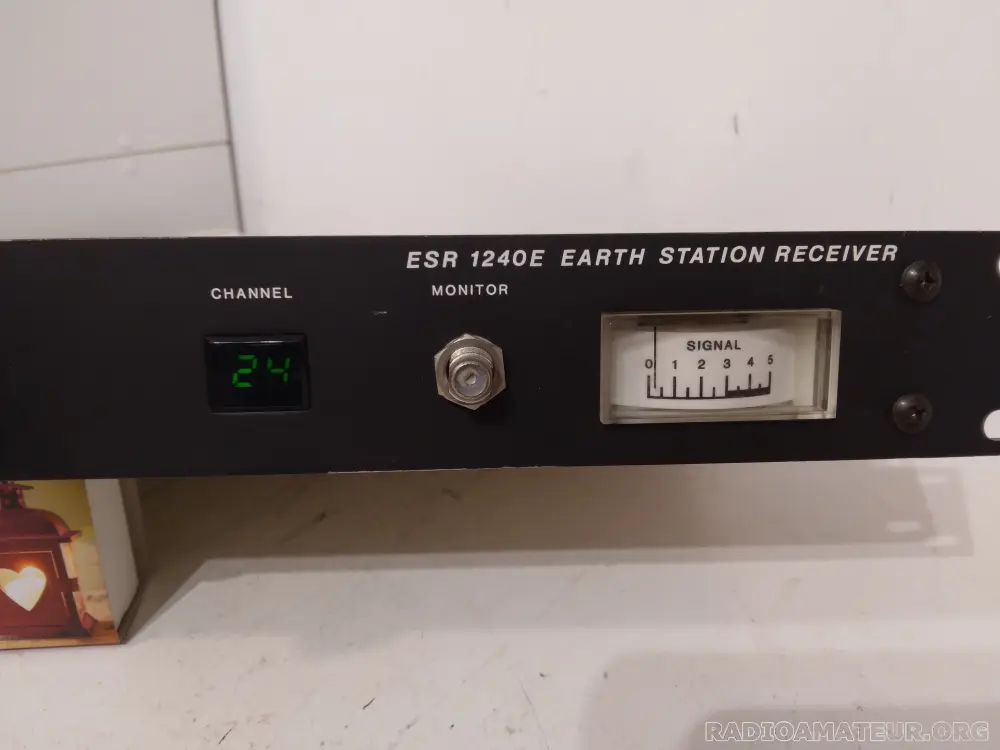 ESR 1240E EARTH STATION RECEIVER
CHANNEL
MONITOR
24
SIGNAL
0 1 2 3 4 5
RADIOAMATEUR.ORG